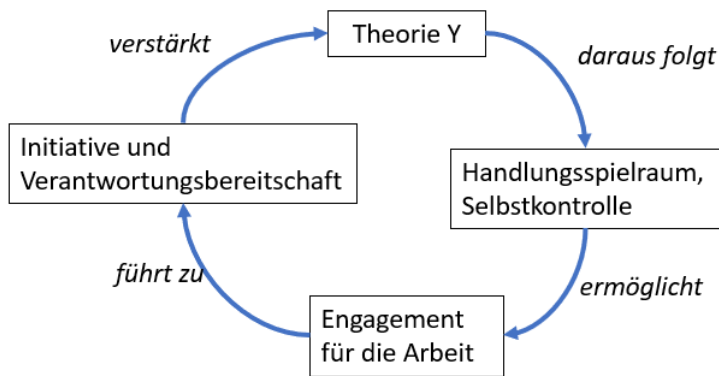 Theorie Y
daraus folgt
Handlungsspielraum,
Selbstkontrolle
ermöglicht
Engagement
für die Arbeit
führt zu
Initiative und
Verantwortungsbereitschaft
verstärkt